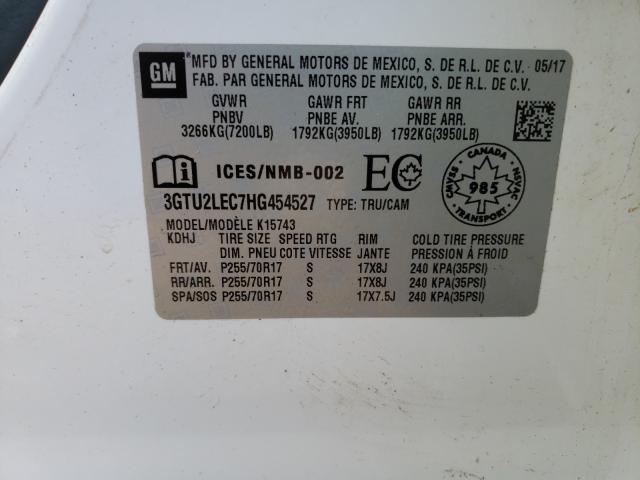 GM
MFD BY GENERAL MOTORS DE MEXICO, S. DE R.L. DE C.V. 05/17
FAB. PAR GENERAL MOTORS DE MEXICO, S. DE R.L. DE C.V.
GVWR GAWR FRT GAWR RR
PNBV PNBE AV. PNBE ARR.
3266KG(7200LB) 1792KG(3950LB) 1792KG(3950LB)
ICES/NMB-002 EC
CANADA
CMVSS 985 NSVAC
3GTU2LEC7HG454527 TYPE: TRU/CAM
MODEL/MODÈLE K15743
KDHJ TIRE SIZE SPEED RTG RIM COLD TIRE PRESSURE
DIM. PNEU COTE VITESSE JANTE PRESSION À FROID
FRT/AV. P255/70R17 S 17X8J 240 KPA(35PSI)
RR/ARR. P255/70R17 S 17X8J 240 KPA(35PSI)
SPA/SOS P255/70R17 S 17X7.5J 240 KPA(35PSI)